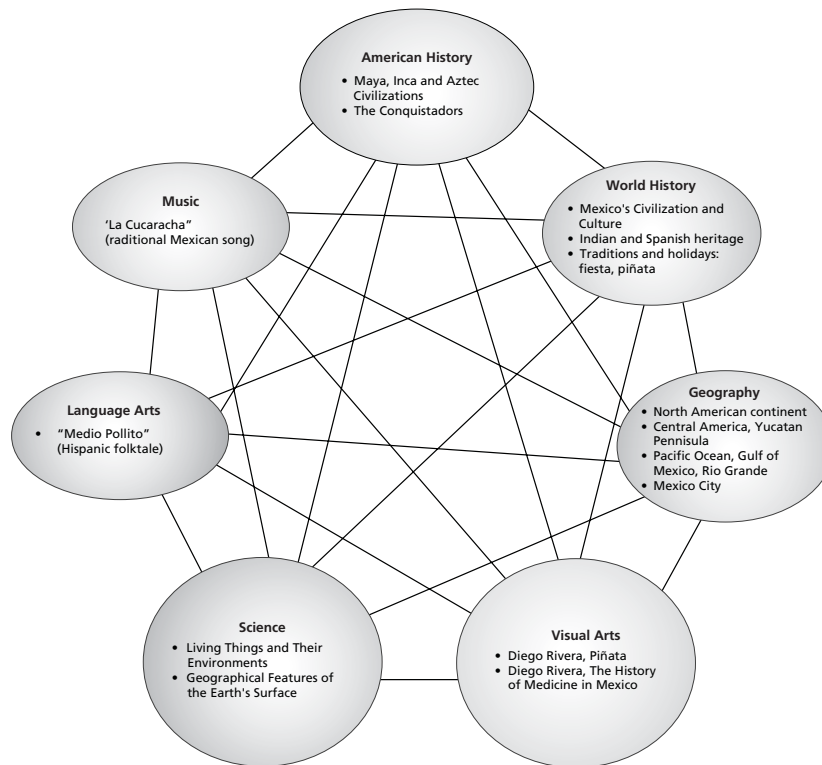 American History
• Maya, Inca and Aztec
Civilizations
• The Conquistadors
Music
‘La Cucaracha”
(raditional Mexican song)
World History
• Mexico's Civilization and
Culture
• Indian and Spanish heritage
• Traditions and holidays:
fiesta, piñata
Language Arts
• “Medio Pollito”
(Hispanic folktale)
Geography
• North American continent
• Central America, Yucatan
Pennisula
• Pacific Ocean, Gulf of
Mexico, Rio Grande
• Mexico City
Science
• Living Things and Their
Environments
• Geographical Features of
the Earth's Surface
Visual Arts
• Diego Rivera, Piñata
• Diego Rivera, The History
of Medicine in Mexico